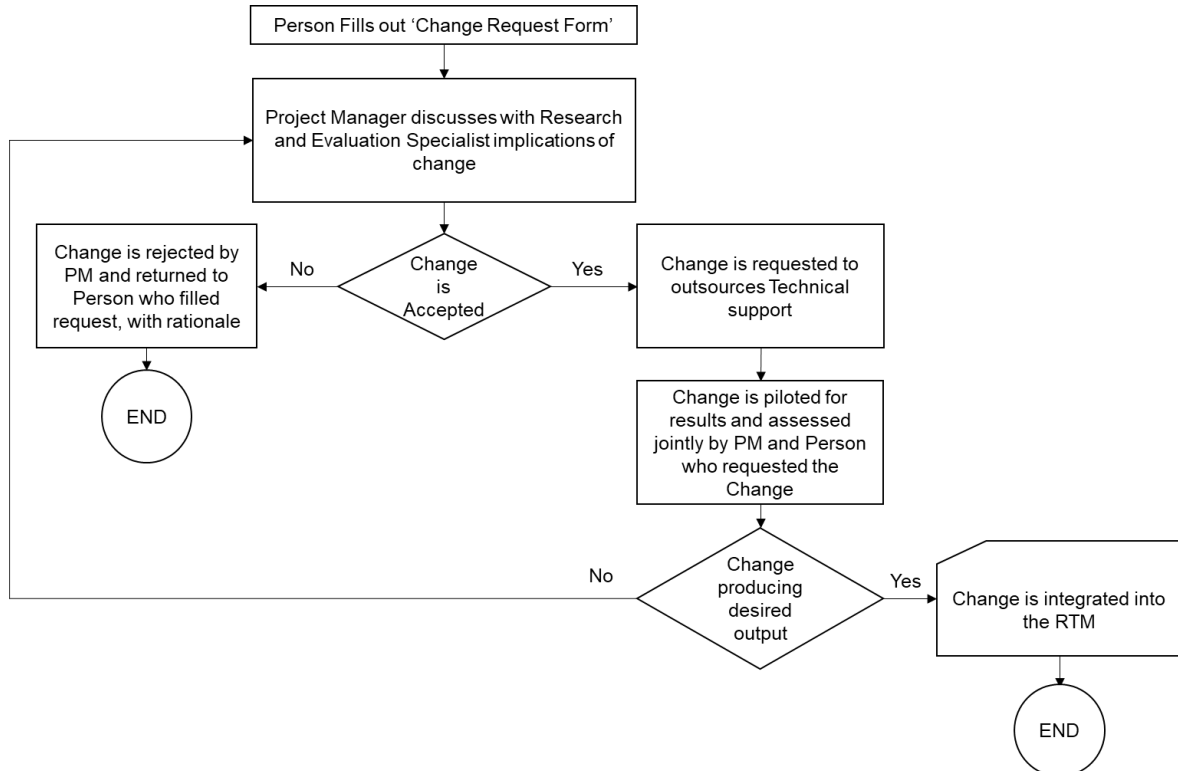 Person Fills out ‘Change Request Form’
Project Manager discusses with Research
and Evaluation Specialist implications of
change
Change is rejected by
PM and returned to
Person who filled
request, with rationale
No
Change
is
Accepted
Yes
Change is requested to
outsources Technical
support
END
Change is piloted for
results and assessed
jointly by PM and Person
who requested the
Change
No
Change
producing
desired
output
Yes
Change is integrated into
the RTM
END